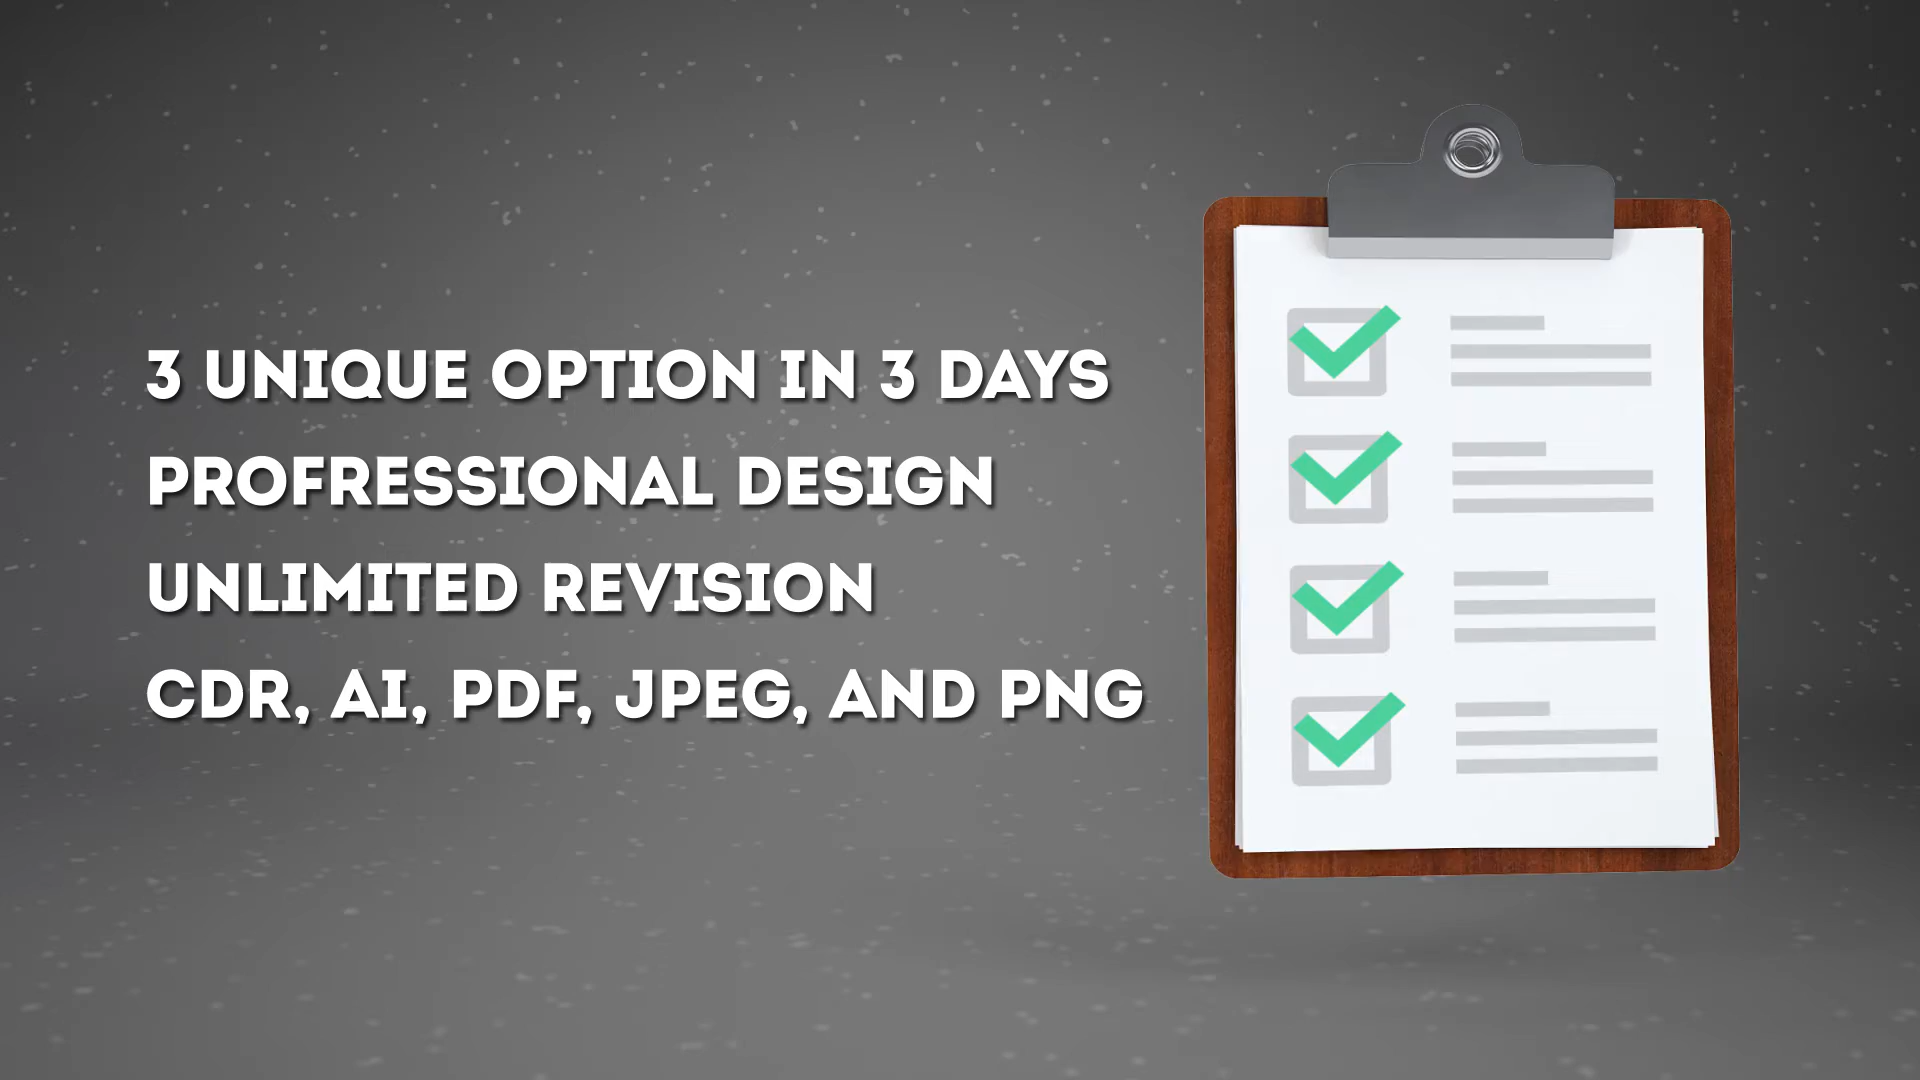 3 UNIQUE OPTION IN 3 DAYS
PROFRESSIONAL DESIGN
UNLIMITED REVISION
CDR, AI, PDF, JPEG, AND PNG